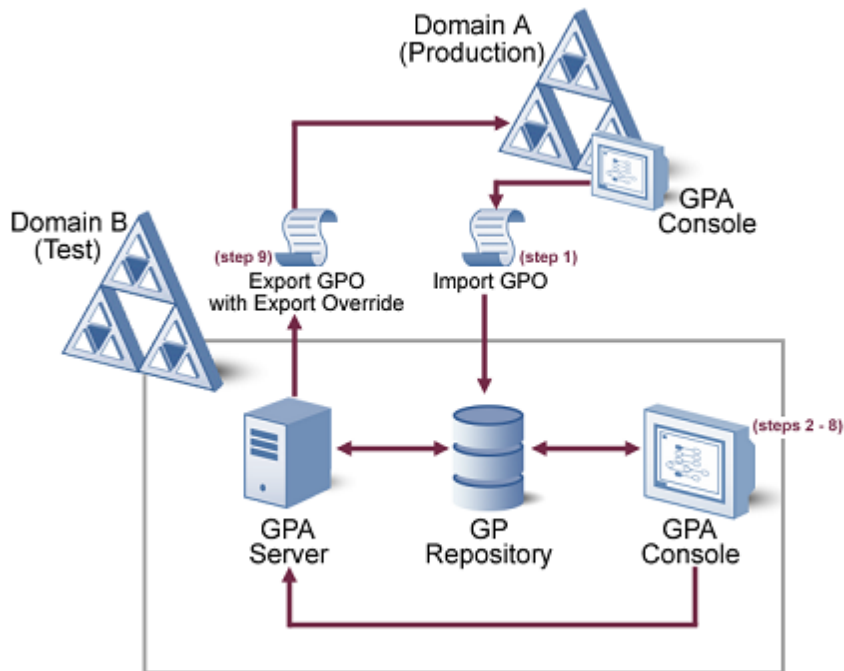 Domain A
(Production)
GPA
Console
Domain B
(Test)
(step 9)
Export GPO
with Export Override
(step 1)
Import GPO
(steps 2 - 8)
GPA
Server
GP
Repository
GPA
Console